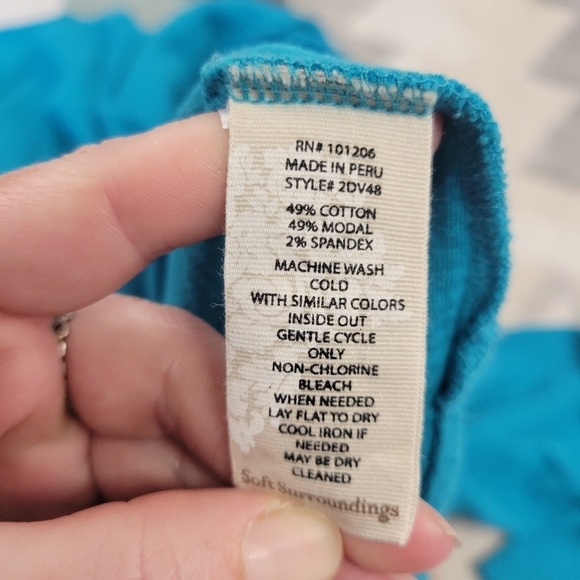 RN# 101206
MADE IN PERU
STYLE# 2DV48
49% COTTON
49% MODAL
2% SPANDEX
MACHINE WASH
COLD
WITH SIMILAR COLORS
INSIDE OUT
GENTLE CYCLE
ONLY
NON-CHLORINE
BLEACH
WHEN NEEDED
LAY FLAT TO DRY
COOL IRON IF
NEEDED
MAY BE DRY
CLEANED
Soft Surroundings